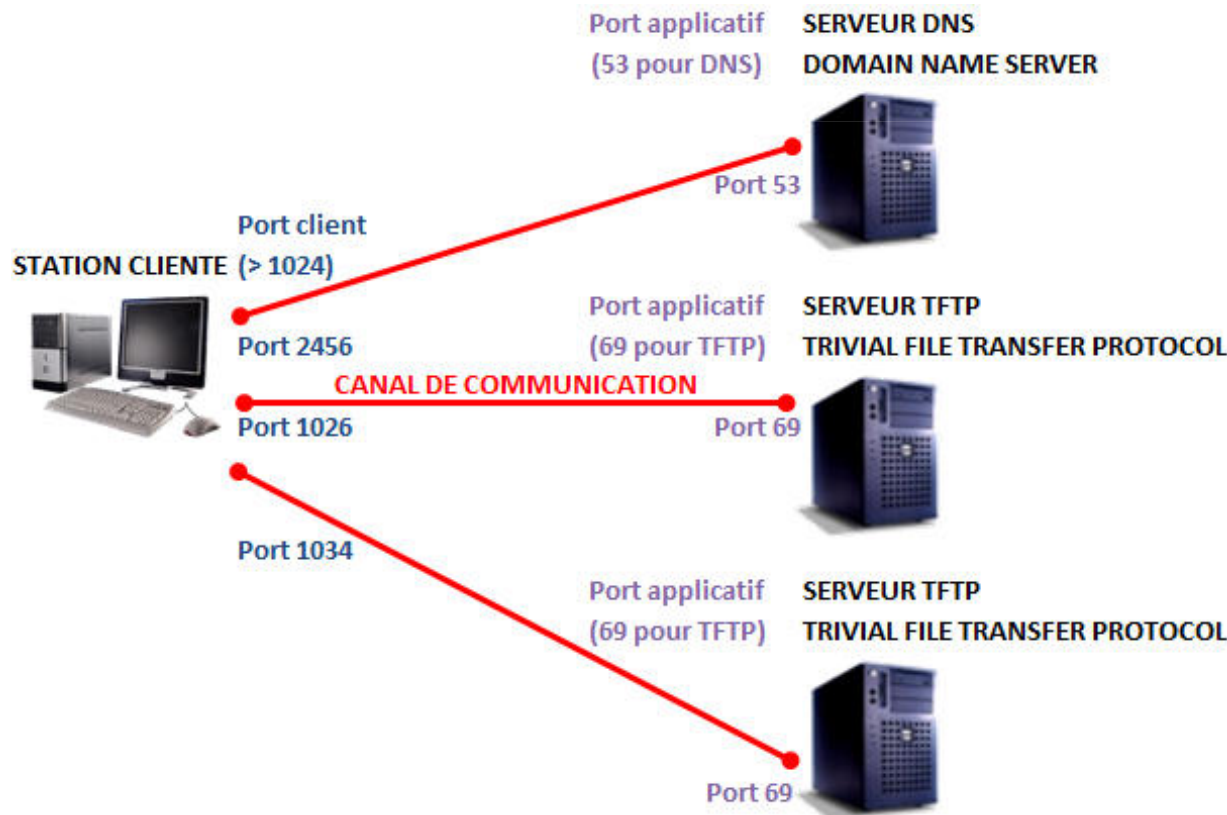 Port applicatif SERVEUR DNS
(53 pour DNS) DOMAIN NAME SERVER
Port 53
Port client
STATION CLIENTE (> 1024)
Port applicatif SERVEUR TFTP
Port 2456 (69 pour TFTP) TRIVIAL FILE TRANSFER PROTOCOL
CANAL DE COMMUNICATION
Port 1026 Port 69
Port 1034
Port applicatif SERVEUR TFTP
(69 pour TFTP) TRIVIAL FILE TRANSFER PROTOCOL
Port 69